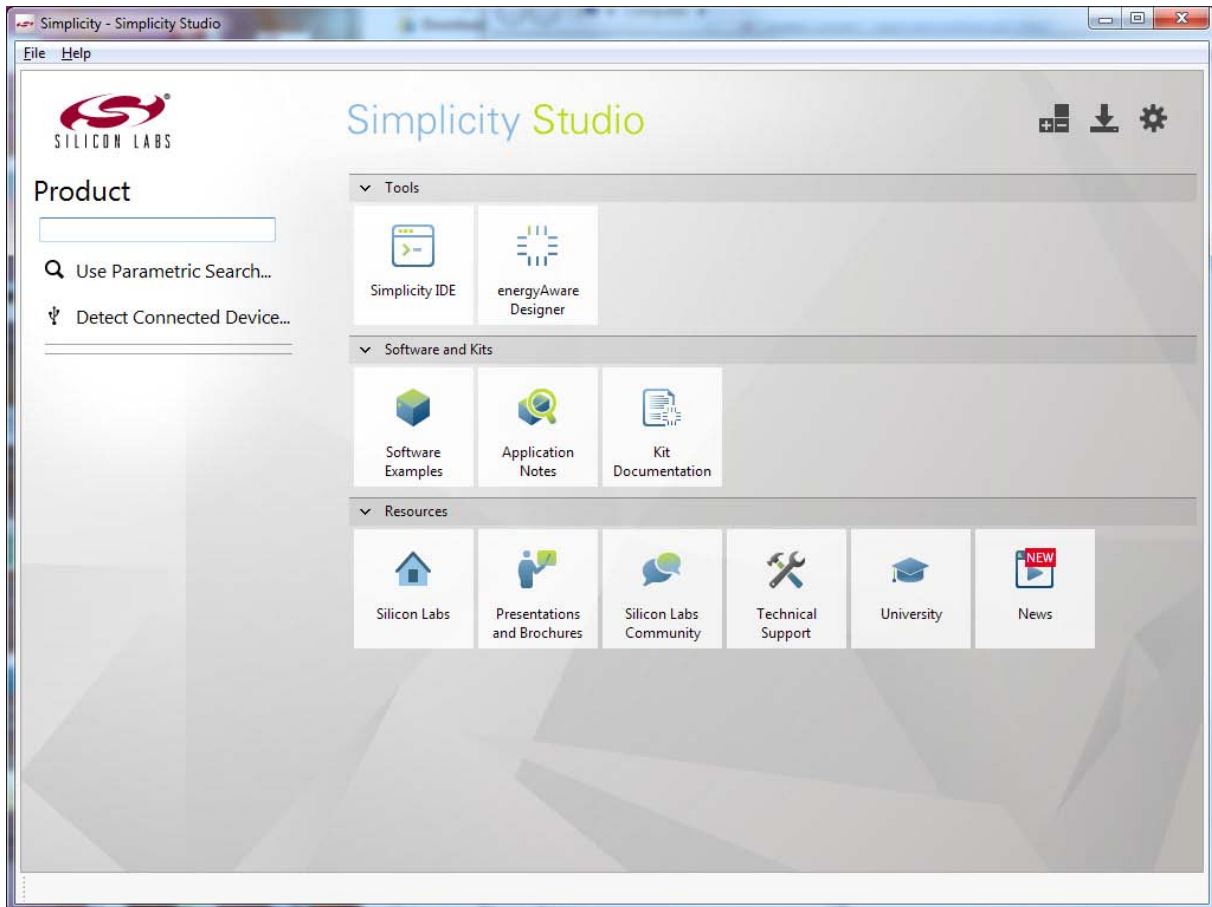 Simplicity - Simplicity Studio
File Help
SILICON LABS
Simplicity Studio
Product
Use Parametric Search...
Detect Connected Device...
Tools
Simplicity IDE
energyAware
Designer
Software and Kits
Software
Examples
Application
Notes
Kit
Documentation
Resources
Silicon Labs
Presentations
and Brochures
Silicon Labs
Community
Technical
Support
University
NEW
News